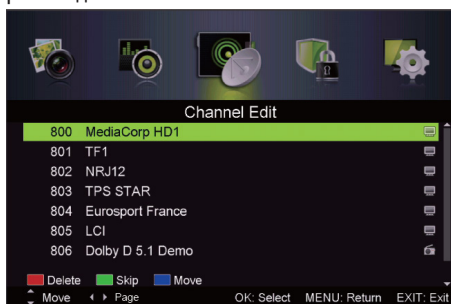 Channel Edit
800 MediaCorp HD1
801 TF1
802 NRJ12
803 TPS STAR
804 Eurosport France
805 LCI
806 Dolby D 5.1 Demo
Delete Skip Move
Move Page OK: Select MENU: Return EXIT: Exit